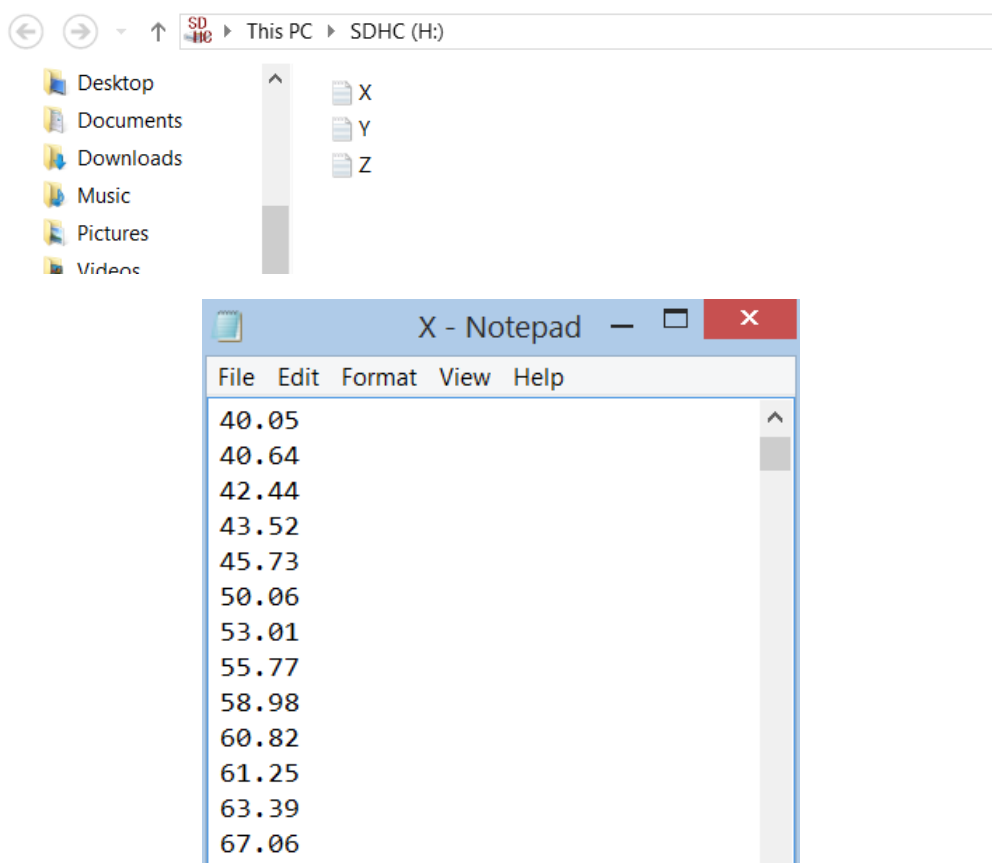 SD HC This PC SDHC (H:)
Desktop
Documents
Downloads
Music
Pictures
Videos
X
Y
Z
X - Notepad
File Edit Format View Help
40.05
40.64
42.44
43.52
45.73
50.06
53.01
55.77
58.98
60.82
61.25
63.39
67.06